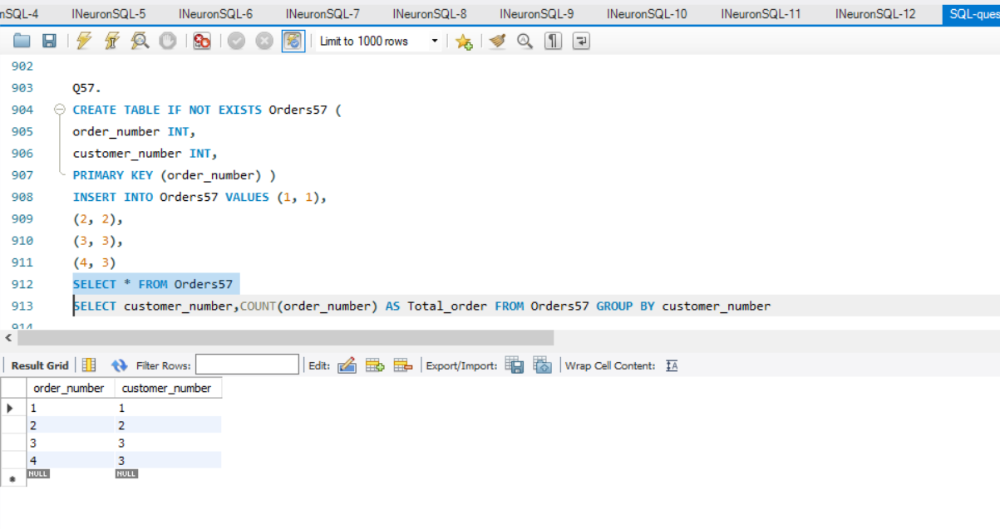 nSQL-4 INeuronSQL-5 INeuronSQL-6 INeuronSQL-7 INeuronSQL-8 INeuronSQL-9 INeuronSQL-10 INeuronSQL-11 INeuronSQL-12 SQL-ques
Limit to 1000 rows
902
903 Q57.
904 CREATE TABLE IF NOT EXISTS Orders57 (
905 order_number INT,
906 customer_number INT,
907 PRIMARY KEY (order_number) )
908 INSERT INTO Orders57 VALUES (1, 1),
909 (2, 2),
910 (3, 3),
911 (4, 3)
912 SELECT * FROM Orders57
913 SELECT customer_number,COUNT(order_number) AS Total_order FROM Orders57 GROUP BY customer_number
914
Result Grid Filter Rows: Edit: Export/Import: Wrap Cell Content: IA
order_number customer_number
1 1
2 2
3 3
4 3
NULL NULL